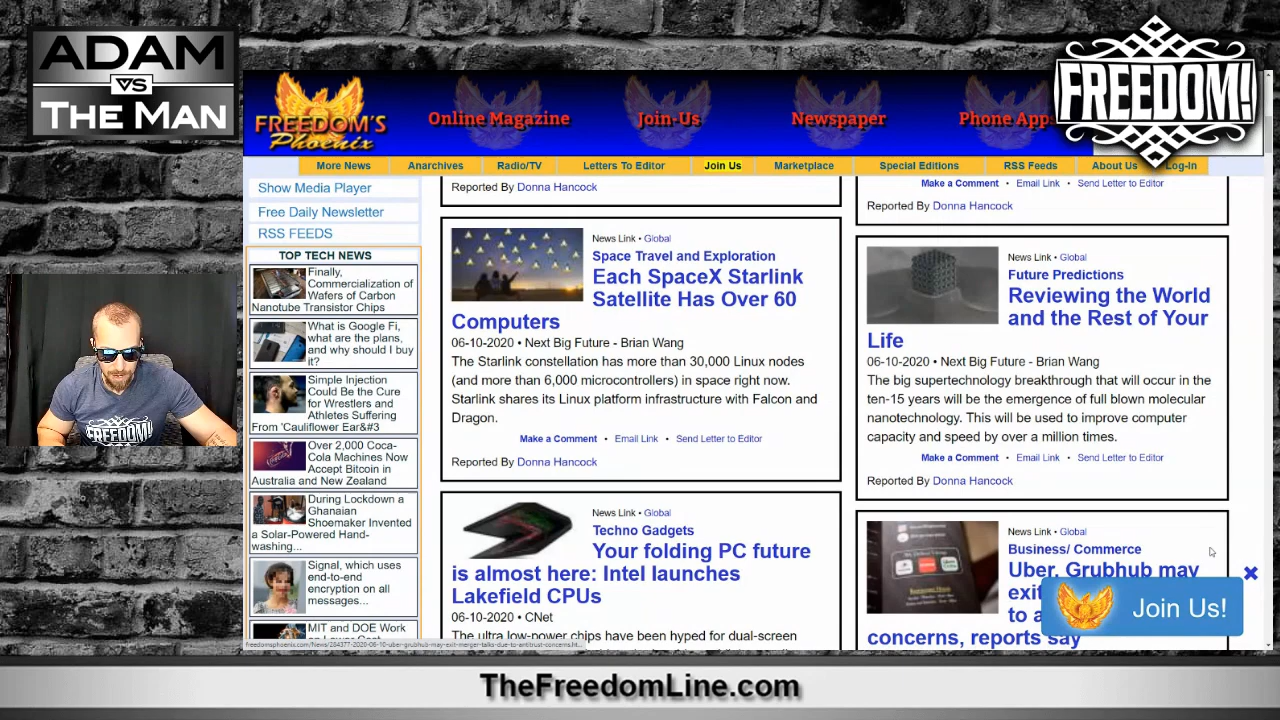 ADAM
VS
THE MAN
FREEDOM!
FREEDOM'S
Phoenix
Online Magazine
Join-Us
Newspaper
Phone Apps
More News
Anarchives
Radio/TV
Letters To Editor
Join Us
Marketplace
Special Editions
RSS Feeds
About Us
Log-In
Show Media Player
Free Daily Newsletter
RSS FEEDS
TOP TECH NEWS
Finally,
Commercialization of
Wafers of Carbon
Nanotube Transistor Chips
What is Google Fi,
what are the plans,
and why should I buy
it?
Simple Injection
Could Be the Cure
for Wrestlers and
Athletes Suffering
From 'Cauliflower Ear&#3
Over 2,000 Coca-
Cola Machines Now
Accept Bitcoin in
Australia and New Zealand
During Lockdown a
Ghanaian
Shoemaker Invented
a Solar-Powered Hand-
washing...
Signal, which uses
end-to-end
encryption on all
messages...
MIT and DOE Work
Reported By Donna Hancock
News Link • Global
Space Travel and Exploration
Each SpaceX Starlink
Satellite Has Over 60
Computers
06-10-2020 • Next Big Future - Brian Wang
The Starlink constellation has more than 30,000 Linux nodes
(and more than 6,000 microcontrollers) in space right now.
Starlink shares its Linux platform infrastructure with Falcon and
Dragon.
Make a Comment • Email Link • Send Letter to Editor
Reported By Donna Hancock
News Link • Global
Techno Gadgets
Your folding PC future
is almost here: Intel launches
Lakefield CPUs
06-10-2020 • CNet
The ultra low-power chips have been hyped for dual-screen
Make a Comment • Email Link • Send Letter to Editor
Reported By Donna Hancock
News Link • Global
Future Predictions
Reviewing the World
and the Rest of Your
Life
06-10-2020 • Next Big Future - Brian Wang
The big supertechnology breakthrough that will occur in the
ten-15 years will be the emergence of full blown molecular
nanotechnology. This will be used to improve computer
capacity and speed by over a million times.
Make a Comment • Email Link • Send Letter to Editor
Reported By Donna Hancock
News Link • Global
Business/ Commerce
Uber, Grubhub may
exit
to a
concerns, reports say
Join Us!
FREEDOM!
TheFreedomLine.com